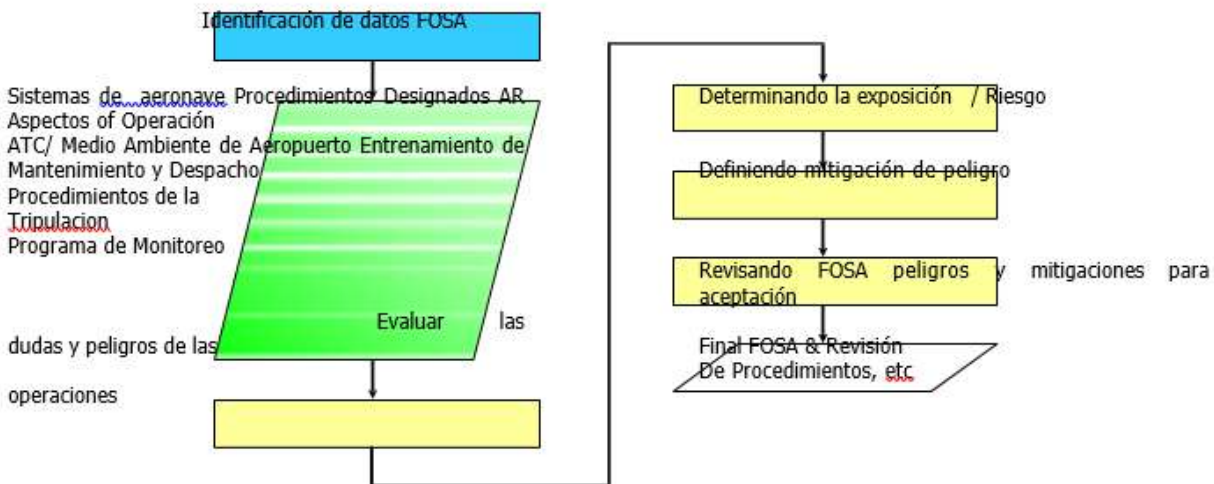 Identificación de datos FOSA
Sistemas de aeronave Procedimientos Designados AR
Aspectos of Operación
ATC/ Medio Ambiente de Aeropuerto Entrenamiento de
Mantenimiento y Despacho
Procedimientos de la
Tripulacion
Programa de Monitoreo
Evaluar las
dudas y peligros de las
operaciones
Determinando la exposición / Riesgo
Definiendo mitigación de peligro
Revisando FOSA peligros y mitigaciones para
aceptación
Final FOSA & Revisión
De Procedimientos, etc